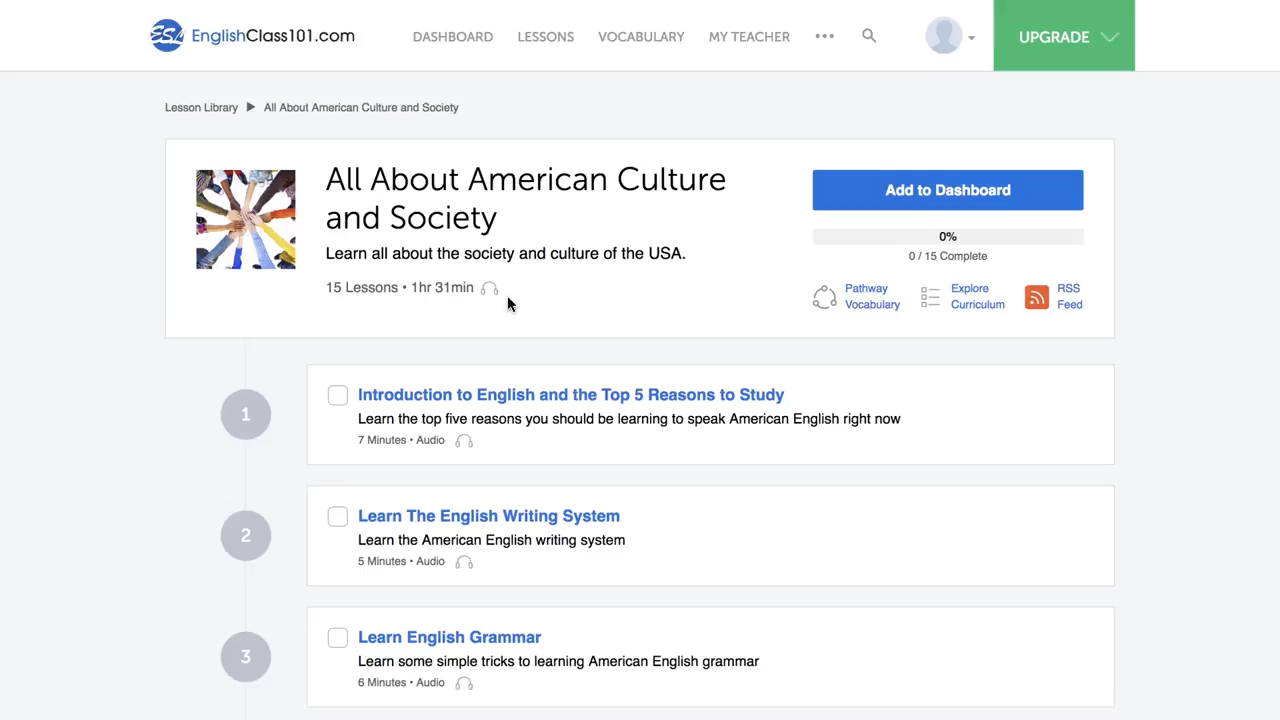 ESL EnglishClass101.com DASHBOARD LESSONS VOCABULARY MY TEACHER UPGRADE
Lesson Library All About American Culture and Society
All About American Culture
and Society
Learn all about the society and culture of the USA.
15 Lessons • 1hr 31min
Add to Dashboard
0%
0 / 15 Complete
Pathway
Vocabulary
Explore
Curriculum
RSS
Feed
1
Introduction to English and the Top 5 Reasons to Study
Learn the top five reasons you should be learning to speak American English right now
7 Minutes • Audio
2
Learn The English Writing System
Learn the American English writing system
5 Minutes • Audio
3
Learn English Grammar
Learn some simple tricks to learning American English grammar
6 Minutes • Audio